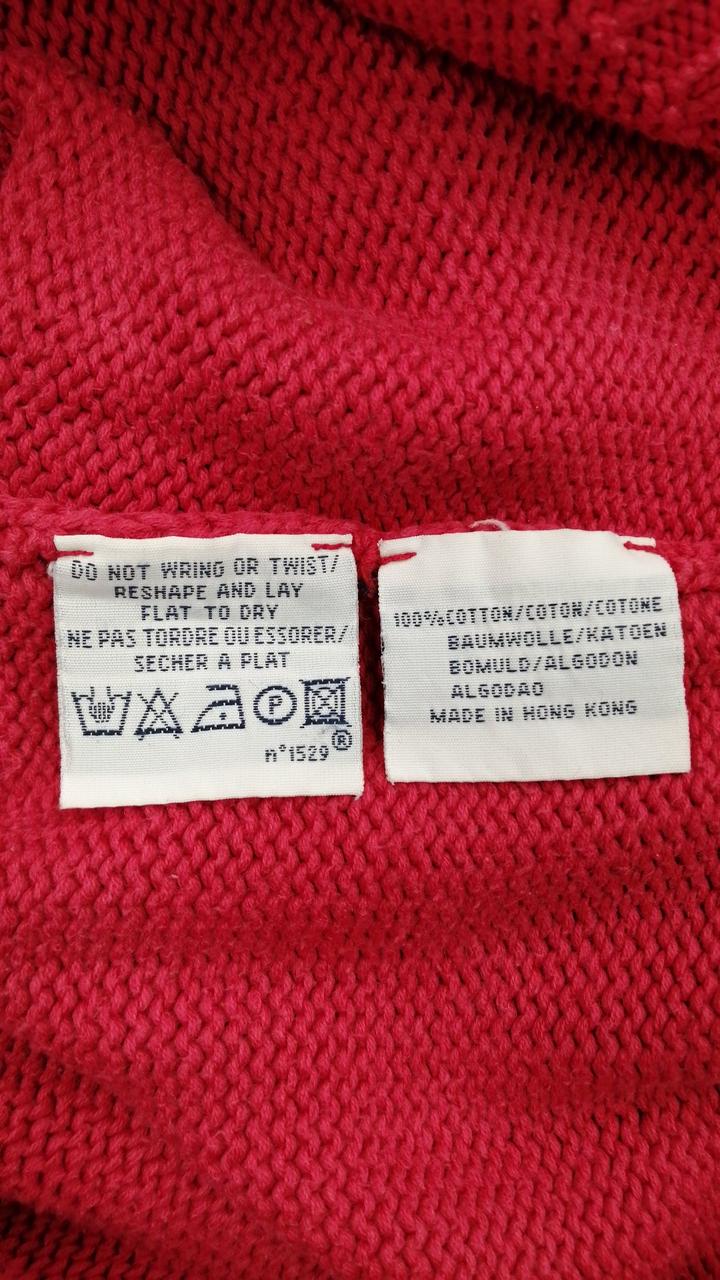 DO NOT WRING OR TWIST/
RESHAPE AND LAY
FLAT TO DRY
NE PAS TORDRE OU ESSORER/
SECHER A PLAT
P
n°1529®
100%COTTON/COTON/COTONE
BAUMWOLLE/KATOEN
BOMULD/ALGODON
ALGODAO
MADE IN HONG KONG